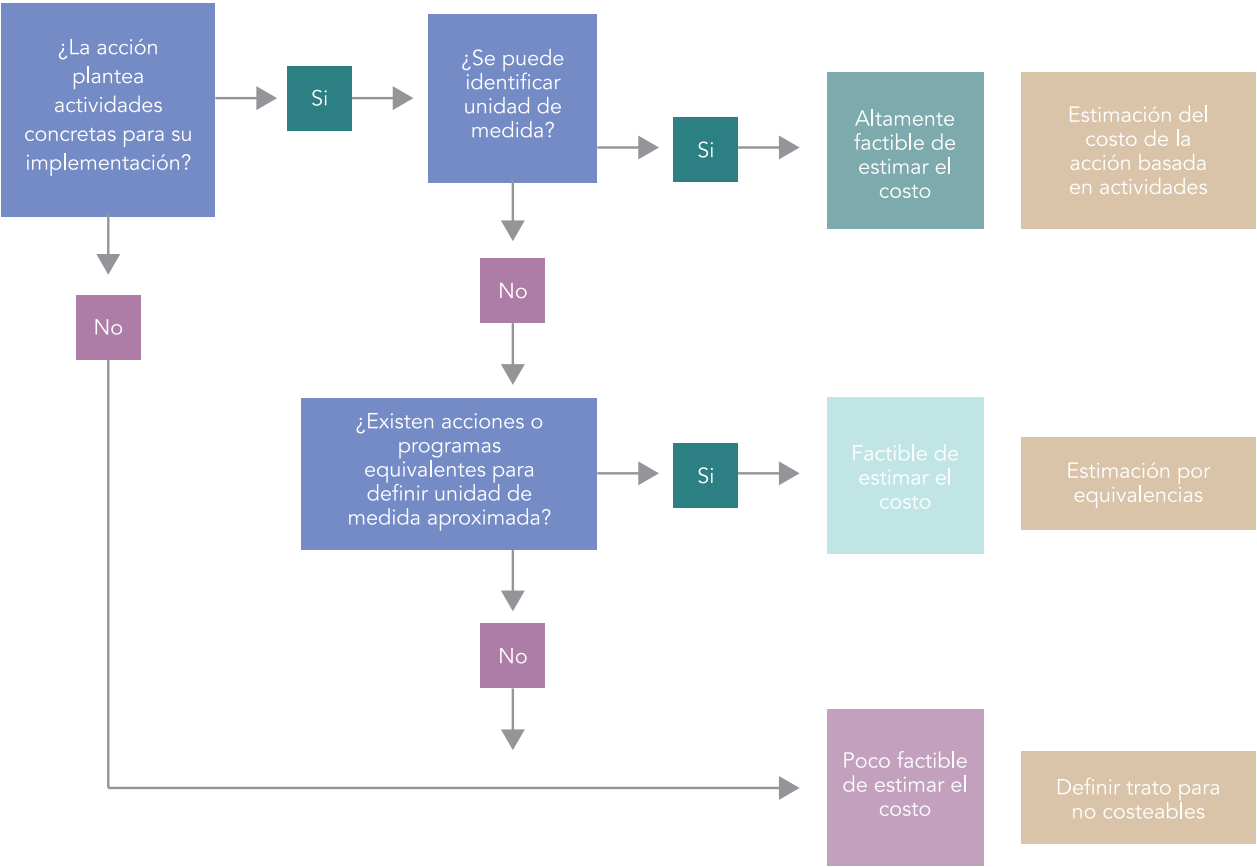 ¿La acción
plantea
actividades
concretas para su
implementación?
Si
¿Se puede
identificar
unidad de
medida?
Si
Altamente
factible de
estimar el
costo
Estimación del
costo de la
acción basada
en actividades
No
No
¿Existen acciones o
programas
equivalentes para
definir unidad de
medida aproximada?
Si
Factible de
estimar el
costo
Estimación por
equivalencias
No
Poco factible
de estimar el
costo
Definir trato para
no costeables